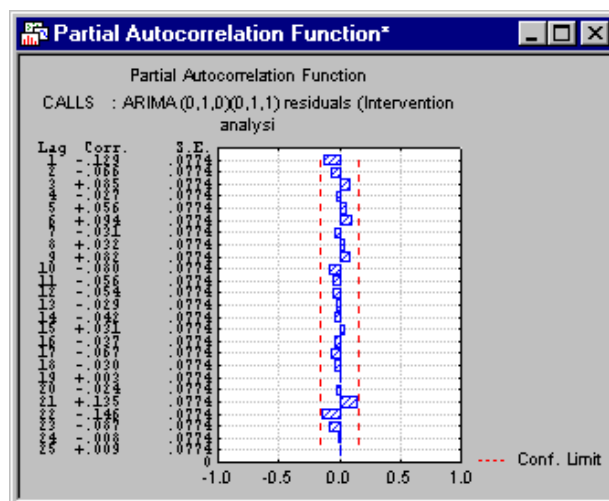 Partial Autocorrelation Function*
Partial Autocorrelation Function
CALLS : ARIMA (0,1,0)(0,1,1) residuals (Intervention
analysi
Lag Corr. S.E.
1 -.129 .0774
2 -.066 .0774
3 +.085 .0774
4 -.027 .0774
5 +.056 .0774
6 +.094 .0774
7 -.031 .0774
8 +.032 .0774
9 +.082 .0774
10 -.080 .0774
11 -.056 .0774
12 -.054 .0774
13 -.029 .0774
14 -.042 .0774
15 +.031 .0774
16 -.037 .0774
17 -.067 .0774
18 -.030 .0774
19 +.003 .0774
20 -.024 .0774
21 +.135 .0774
22 -.146 .0774
23 -.087 .0774
24 -.008 .0774
25 +.009 .0774
0
-1.0 -0.5 0.0 0.5 1.0
Conf. Limit